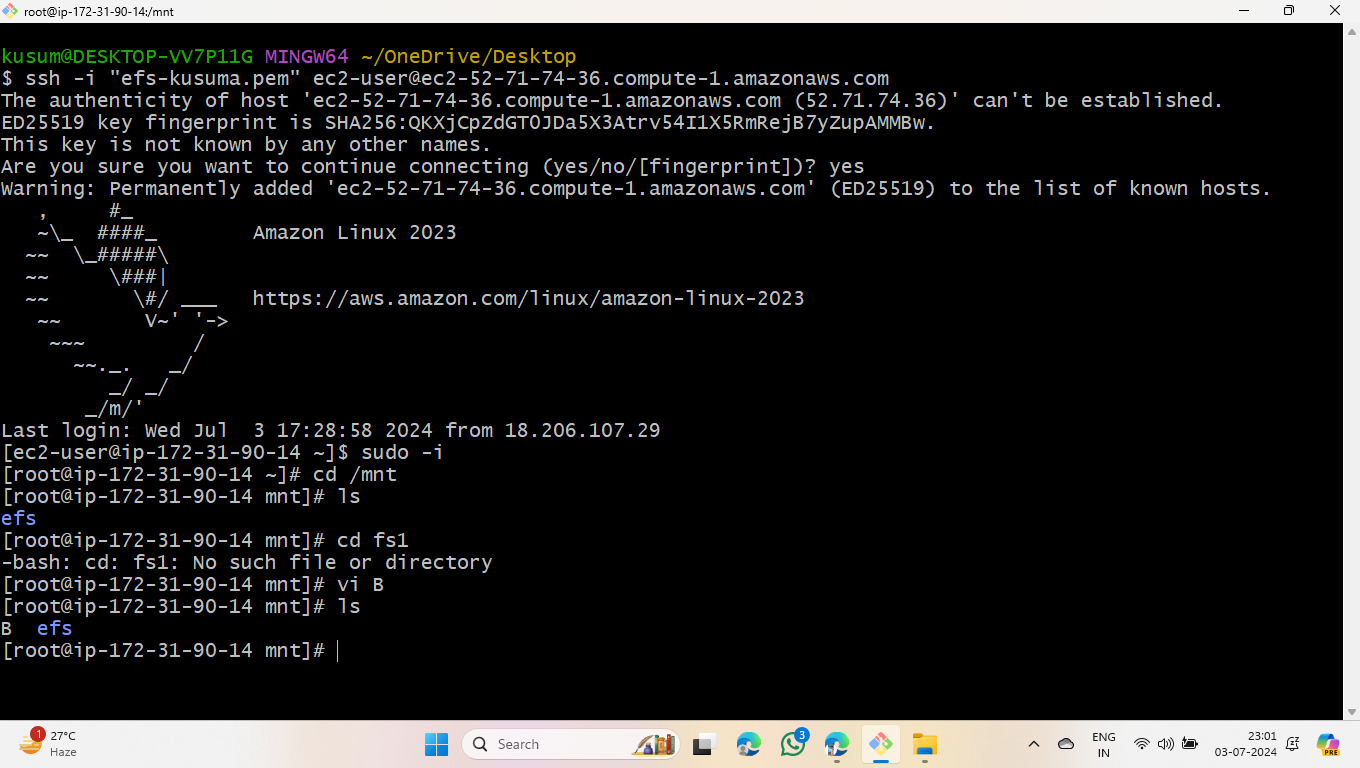 root@ip-172-31-90-14:/mnt
kusum@DESKTOP-VV7P11G MINGW64 ~/OneDrive/Desktop
$ ssh -i "efs-kusuma.pem" ec2-user@ec2-52-71-74-36.compute-1.amazonaws.com
The authenticity of host 'ec2-52-71-74-36.compute-1.amazonaws.com (52.71.74.36)' can't be established.
ED25519 key fingerprint is SHA256:QKXjCpZdGT0JDa5X3Atrv54I1X5RmRejB7yZupAMMBw.
This key is not known by any other names.
Are you sure you want to continue connecting (yes/no/[fingerprint])? yes
Warning: Permanently added 'ec2-52-71-74-36.compute-1.amazonaws.com' (ED25519) to the list of known hosts.
   ,     #_
   ~\_  ####_        Amazon Linux 2023
  ~~  \_#####\
  ~~     \###|
  ~~       \#/ ___   https://aws.amazon.com/linux/amazon-linux-2023
   ~~       V~' '->
    ~~~         /
      ~~._.   _/
         _/ _/
       _/m/'
Last login: Wed Jul  3 17:28:58 2024 from 18.206.107.29
[ec2-user@ip-172-31-90-14 ~]$ sudo -i
[root@ip-172-31-90-14 ~]# cd /mnt
[root@ip-172-31-90-14 mnt]# ls
efs
[root@ip-172-31-90-14 mnt]# cd fs1
-bash: cd: fs1: No such file or directory
[root@ip-172-31-90-14 mnt]# vi B
[root@ip-172-31-90-14 mnt]# ls
B  efs
[root@ip-172-31-90-14 mnt]#
1
27°C
Haze
Search
3
PRE
ENG
IN
23:01
03-07-2024